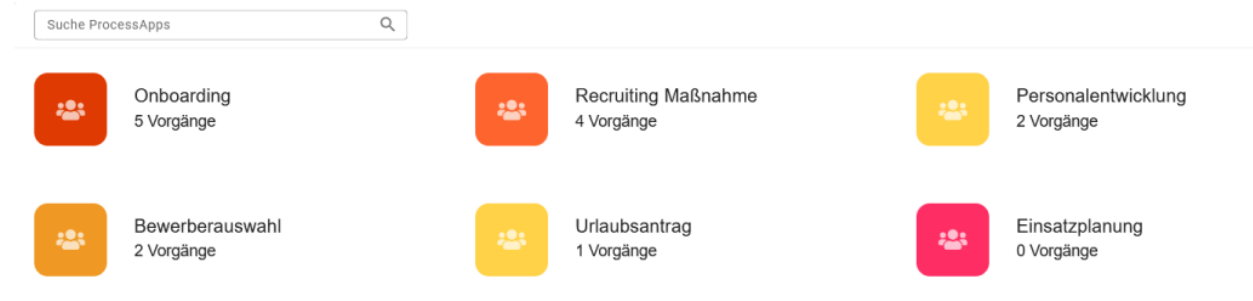 Suche ProcessApps
Onboarding
5 Vorgänge
Recruiting Maßnahme
4 Vorgänge
Personalentwicklung
2 Vorgänge
Bewerberauswahl
2 Vorgänge
Urlaubsantrag
1 Vorgänge
Einsatzplanung
0 Vorgänge